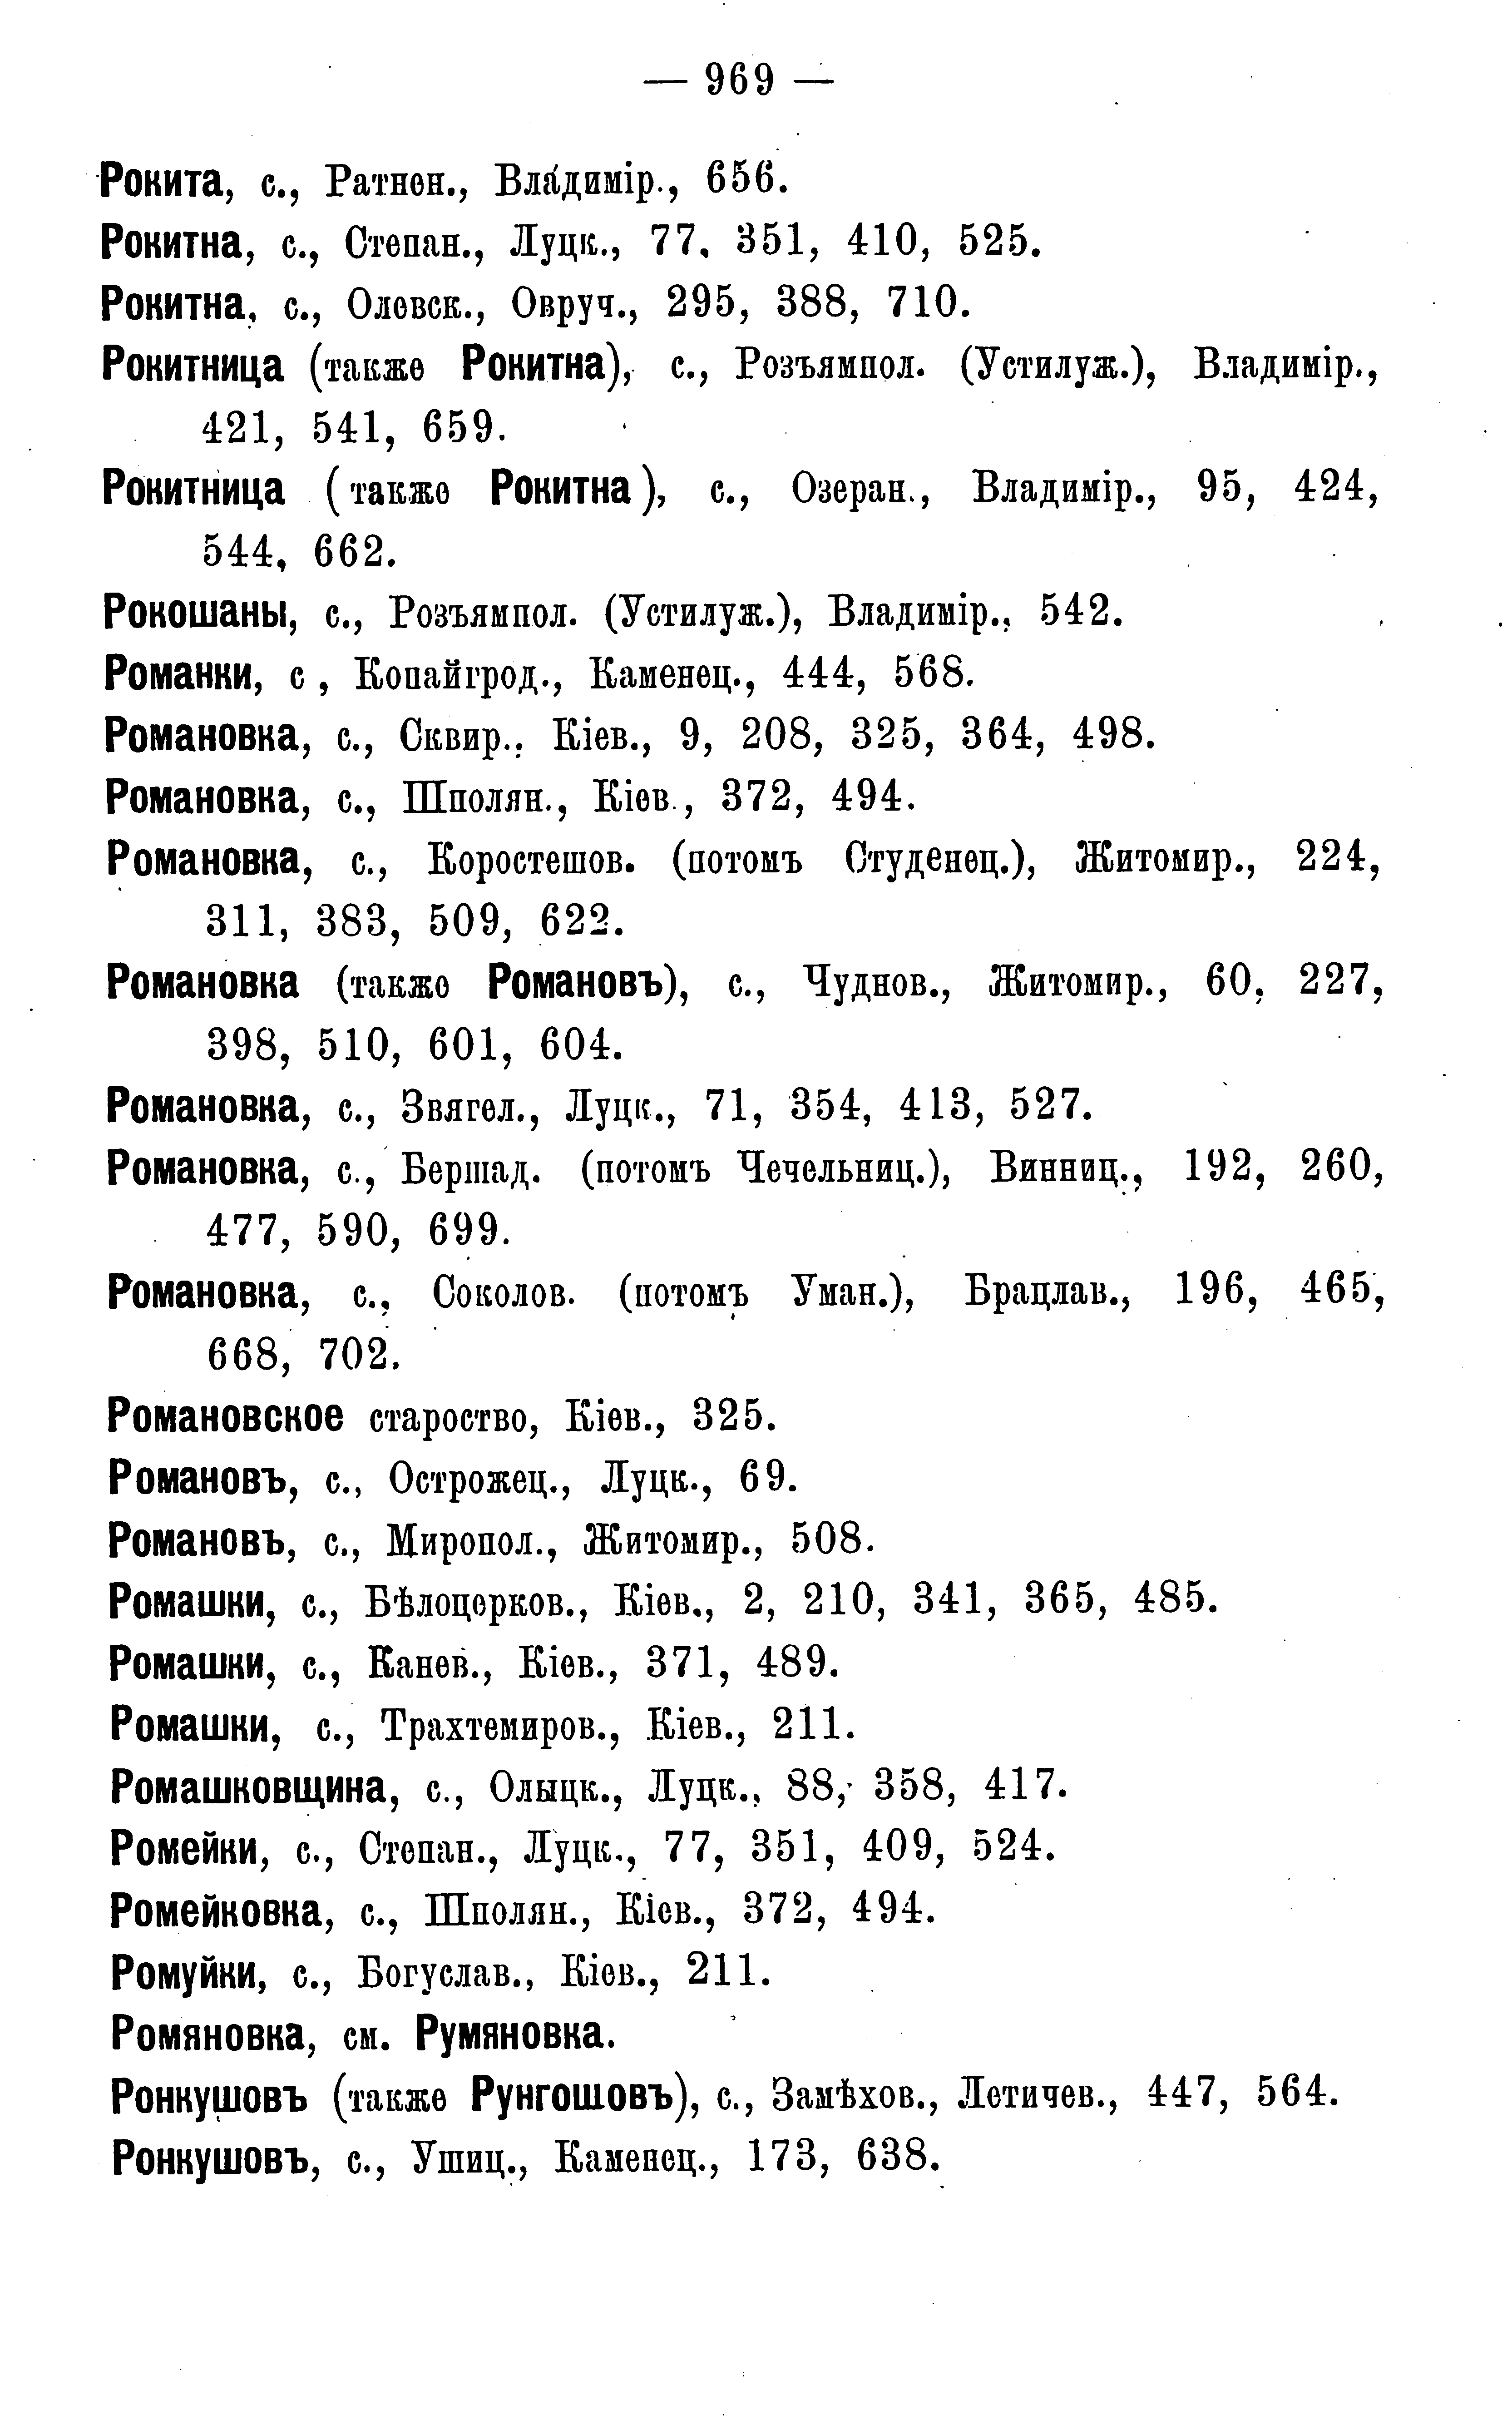 — 969 —
Рокита, с., Ратнен., Владимір., 656.
Рокитна, с., Степан., Луцк., 77, 351, 410, 525.
Рокитна, с., Олевск., Овруч., 295, 388, 710.
Рокитница (также Рокитна), с., Розъямпол. (Устилуж.), Владимір.,
421, 541, 659.
Рокитница (также Рокитна), с., Озеран., Владимір., 95, 424,
544, 662.
Рокошаны, с., Розъямпол. (Устилуж.), Владимір., 542.
Романки, с , Копайгрод., Каменец., 444, 568.
Романовка, с., Сквир., Кіев., 9, 208, 325, 364, 498.
Романовка, с., Шполян., Кіев., 372, 494.
Романовка, с., Коростешов. (потомъ Студенец.), Житомир., 224,
311, 383, 509, 622.
Романовка (также Романовъ), с., Чуднов., Житомир., 60, 227,
398, 510, 601, 604.
Романовка, с., Звягел., Луцк., 71, 354, 413, 527.
Романовка, с., Бершад. (потомъ Чечельниц.), Винниц., 192, 260,
477, 590, 699.
Романовка, с., Соколов. (потомъ Уман.), Брацлав., 196, 465,
668, 702.
Романовское староство, Кіев., 325.
Романовъ, с., Острожец., Луцк., 69.
Романовъ, с., Миропол., Житомир., 508.
Ромашки, с., Бѣлоцерков., Кіев., 2, 210, 341, 365, 485.
Ромашки, с., Канев., Кіев., 371, 489.
Ромашки, с., Трахтемиров., Кіев., 211.
Ромашковщина, с., Олыцк., Луцк., 88, 358, 417.
Ромейки, с., Степан., Луцк., 77, 351, 409, 524.
Ромейковка, с., Шполян., Кіев., 372, 494.
Ромуйки, с., Богуслав., Кіев., 211.
Ромяновка, см. Румяновка.
Ронкушовъ (также Рунгошовъ), с., Замѣхов., Летичев., 447, 564.
Ронкушовъ, с., Ушиц., Каменец., 173, 638.